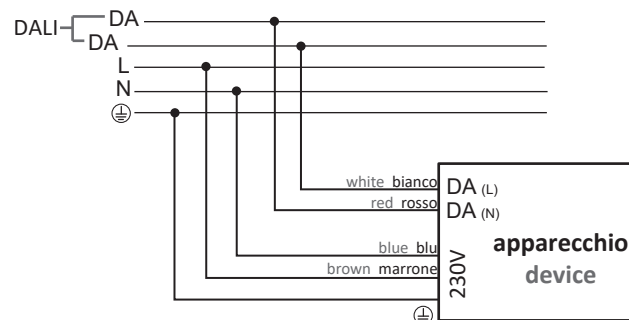 DALI
DA
DA
L
N
white bianco
red rosso
blue blu
brown marrone
DA (L)
DA (N)
230V
apparecchio
device